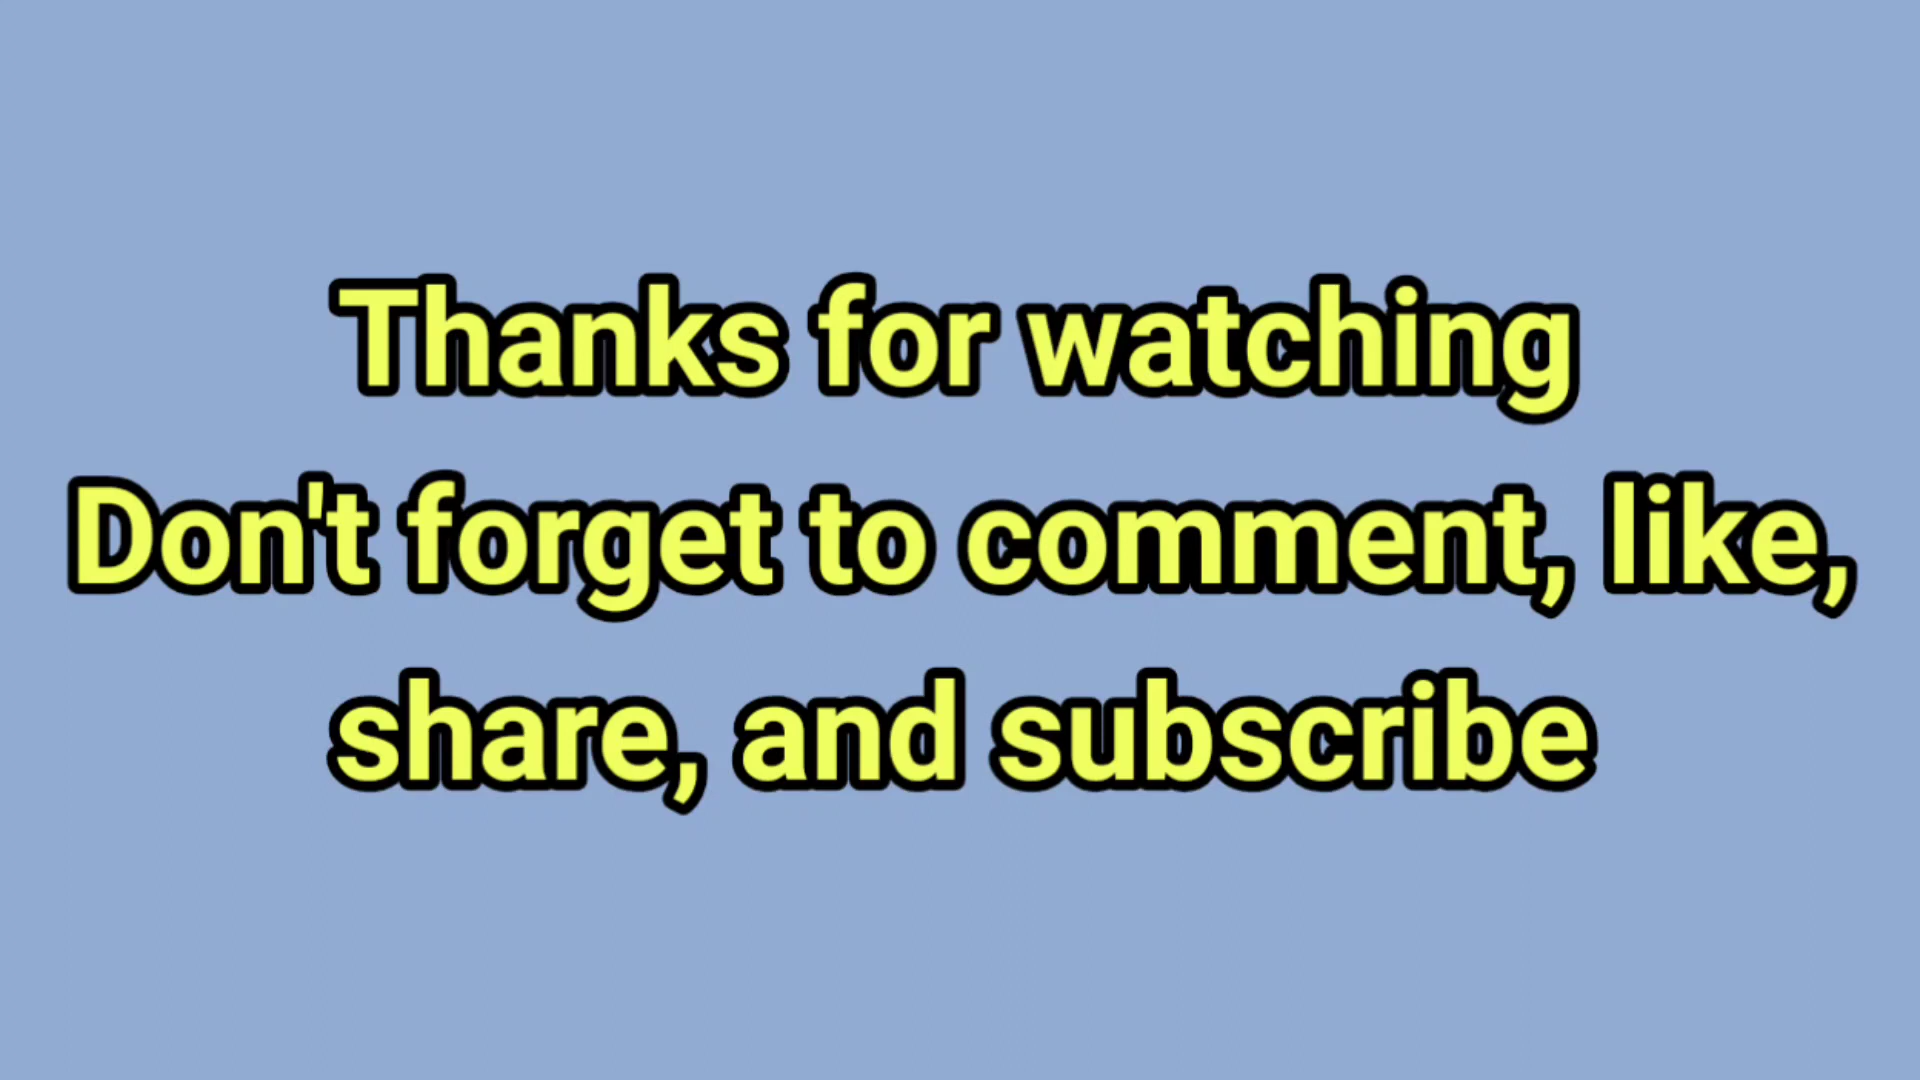 Thanks for watching
Don't forget to comment, like,
share, and subscribe